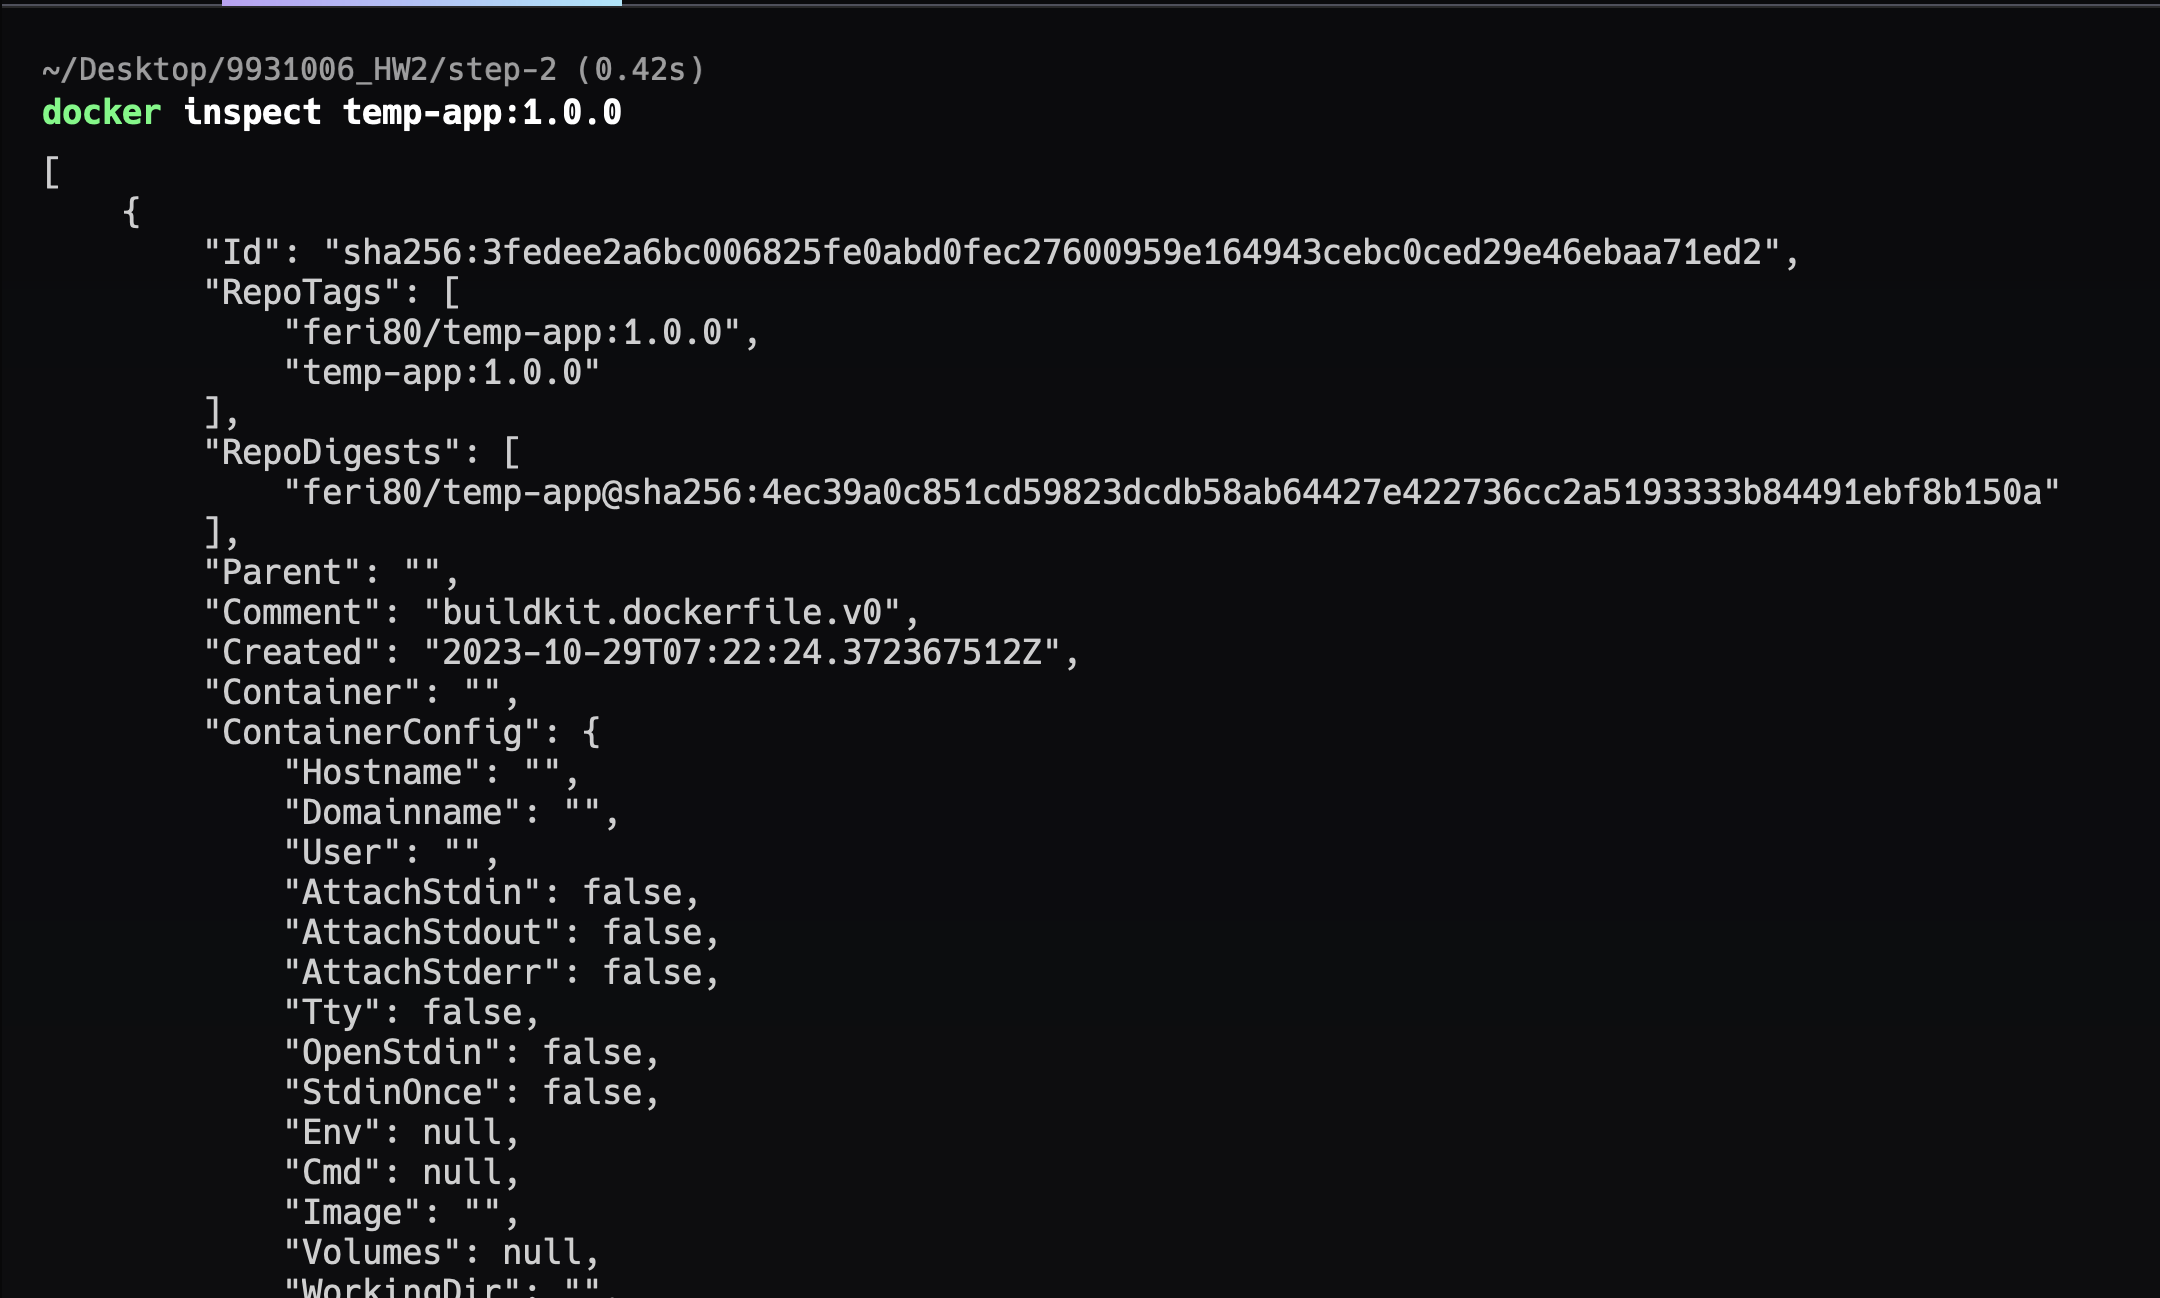 ~/Desktop/9931006_HW2/step-2 (0.42s)
docker inspect temp-app:1.0.0
[
    {
        "Id": "sha256:3fedee2a6bc006825fe0abd0fec27600959e164943cebc0ced29e46ebaa71ed2",
        "RepoTags": [
            "feri80/temp-app:1.0.0",
            "temp-app:1.0.0"
        ],
        "RepoDigests": [
            "feri80/temp-app@sha256:4ec39a0c851cd59823dcdb58ab64427e422736cc2a5193333b84491ebf8b150a"
        ],
        "Parent": "",
        "Comment": "buildkit.dockerfile.v0",
        "Created": "2023-10-29T07:22:24.372367512Z",
        "Container": "",
        "ContainerConfig": {
            "Hostname": "",
            "Domainname": "",
            "User": "",
            "AttachStdin": false,
            "AttachStdout": false,
            "AttachStderr": false,
            "Tty": false,
            "OpenStdin": false,
            "StdinOnce": false,
            "Env": null,
            "Cmd": null,
            "Image": "",
            "Volumes": null,
            "WorkingDir": "",